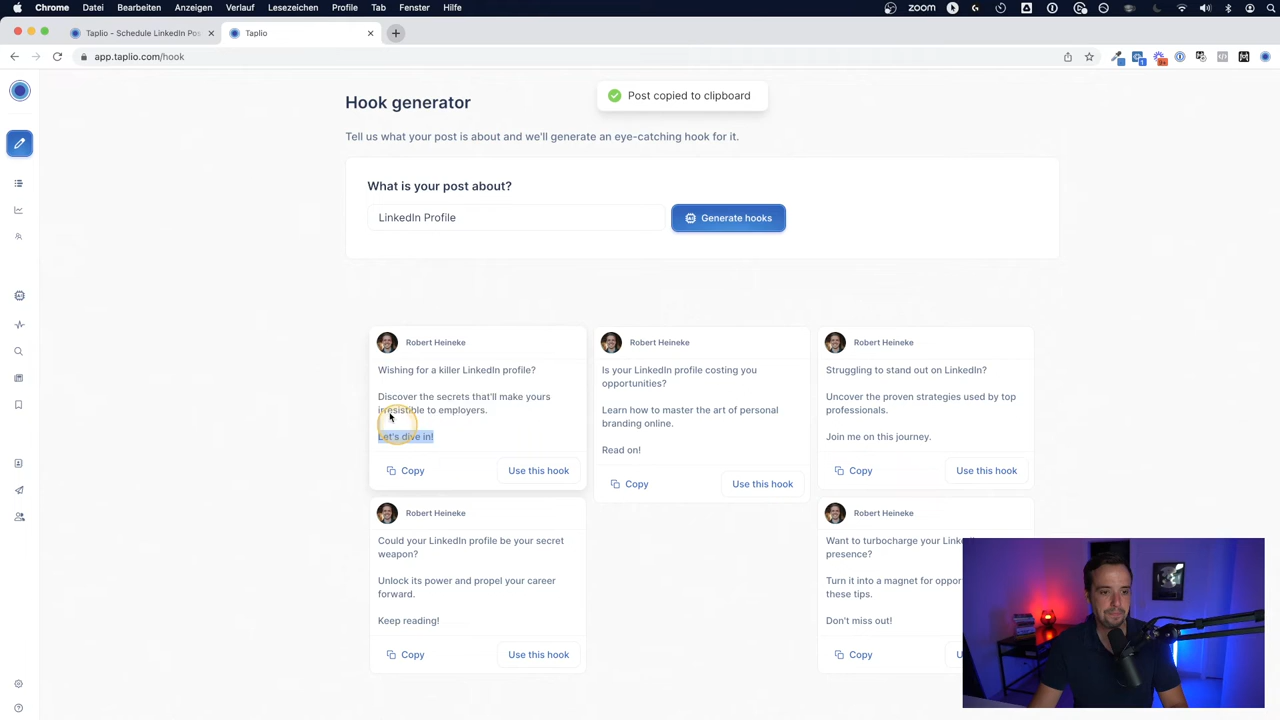 Chrome Datei Bearbeiten Anzeigen Verlauf Lesezeichen Profile Tab Fenster Hilfe
zoom
Taplio - Schedule LinkedIn Pos
Taplio
app.taplio.com/hook
Hook generator
Post copied to clipboard
Tell us what your post is about and we'll generate an eye-catching hook for it.
What is your post about?
LinkedIn Profile
Generate hooks
Robert Heineke
Wishing for a killer LinkedIn profile?
Discover the secrets that'll make yours
irresistible to employers.
Let's dive in!
Copy
Use this hook
Robert Heineke
Is your LinkedIn profile costing you
opportunities?
Learn how to master the art of personal
branding online.
Read on!
Copy
Use this hook
Robert Heineke
Struggling to stand out on LinkedIn?
Uncover the proven strategies used by top
professionals.
Join me on this journey.
Copy
Use this hook
Robert Heineke
Could your LinkedIn profile be your secret
weapon?
Unlock its power and propel your career
forward.
Keep reading!
Copy
Use this hook
Robert Heineke
Want to turbocharge your Linke
presence?
Turn it into a magnet for oppor
these tips.
Don't miss out!
Copy